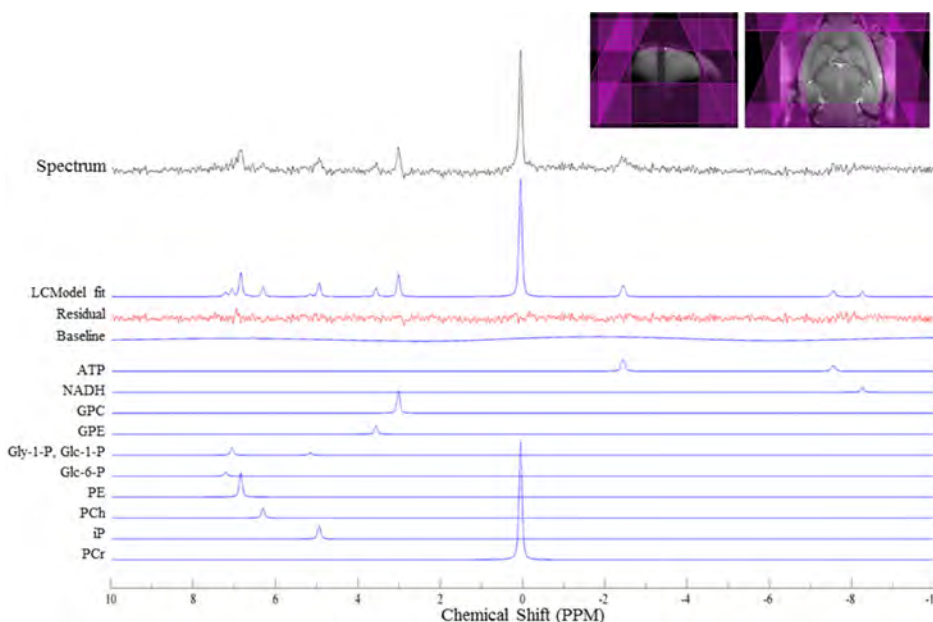 Spectrum
LCModel fit
Residual
Baseline
ATP
NADH
GPC
GPE
Gly-1-P, Glc-1-P
Glc-6-P
PE
PCh
iP
PCr
10 8 6 4 2 0 -2 -4 -6 -8 -1
Chemical Shift (PPM)